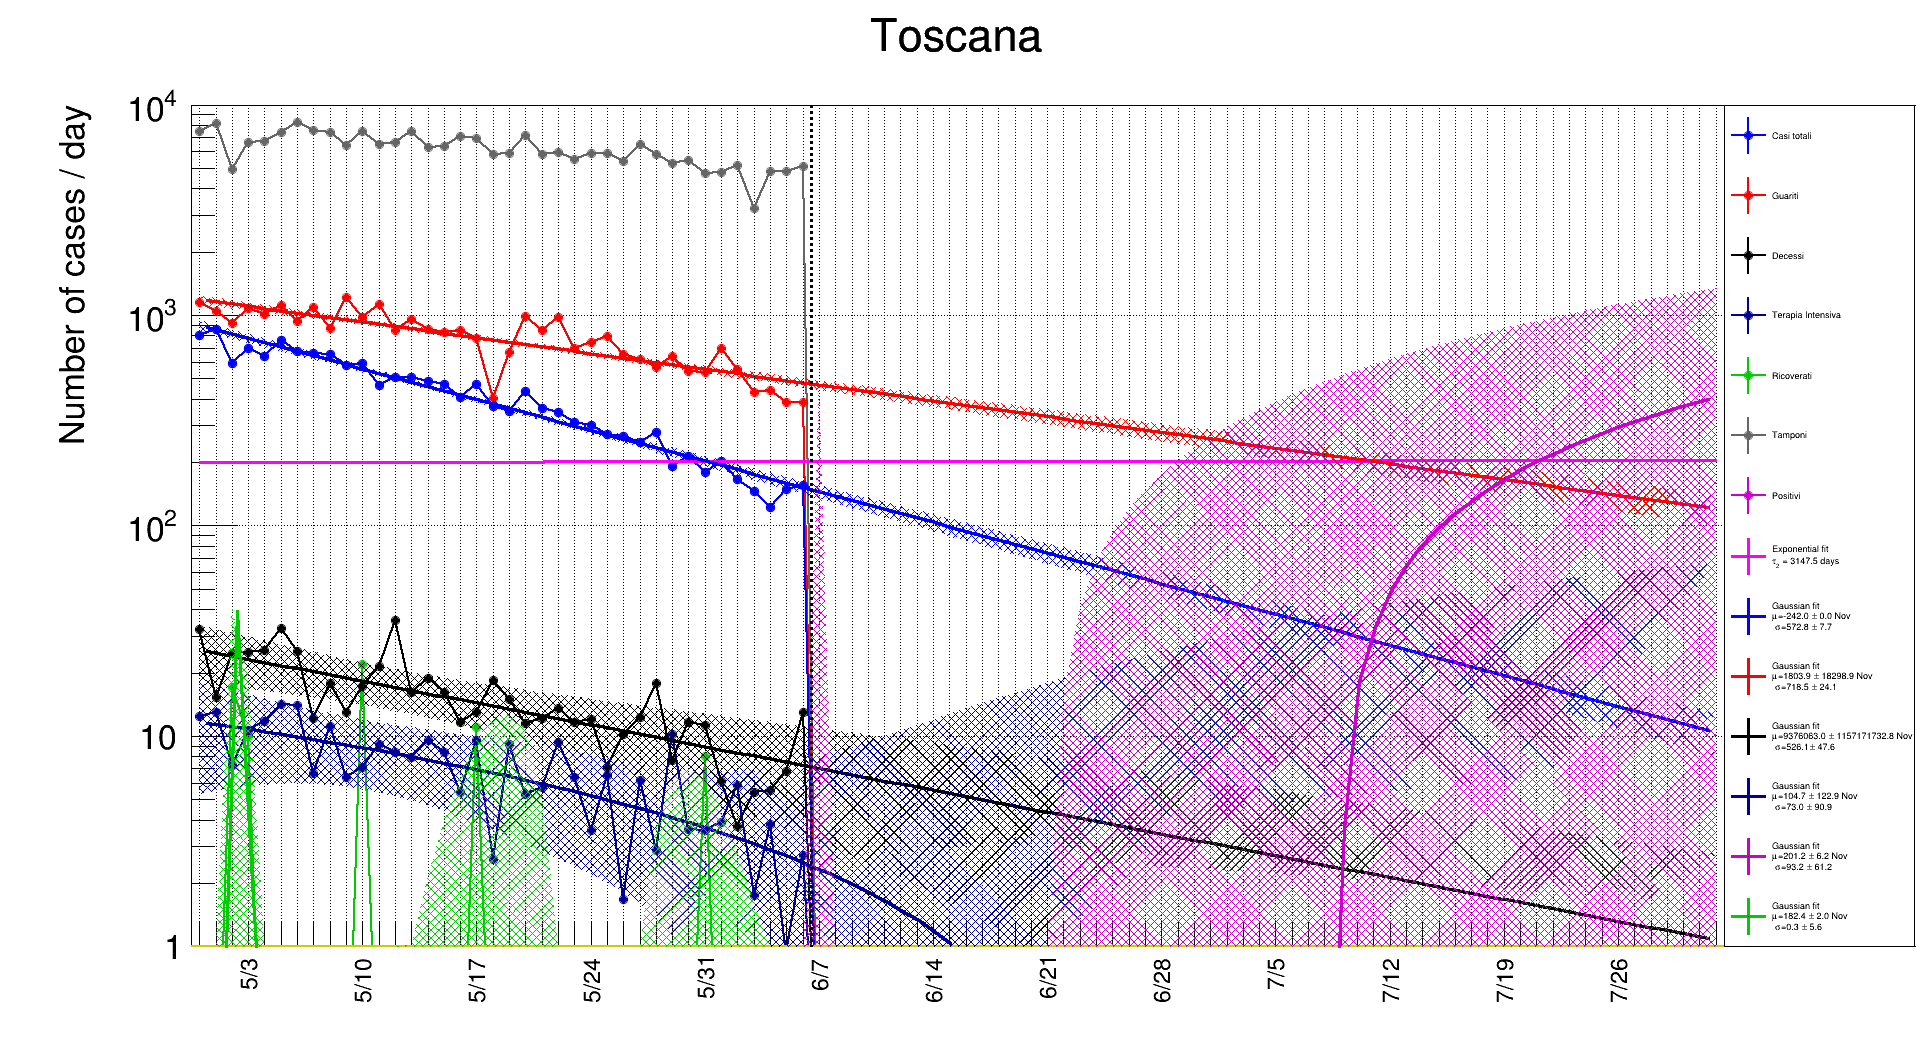 Toscana
Number of cases / day
10^4
10^3
10^2
10
1
5/3
5/10
5/17
5/24
5/31
6/7
6/14
6/21
6/28
7/5
7/12
7/19
7/26
Casi totali
Guariti
Decessi
Terapia Intensiva
Ricoverati
Tamponi
Positivi
Exponential fit
τ₂ = 3147.5 days
Gaussian fit
μ=-242.0 ± 0.0 Nov
σ=572.8 ± 7.7
Gaussian fit
μ=1803.9 ± 18298.9 Nov
σ=718.5 ± 24.1
Gaussian fit
μ=9376063.0 ± 1157171732.8 Nov
σ=526.1 ± 47.6
Gaussian fit
μ=104.7 ± 122.9 Nov
σ=73.0 ± 90.9
Gaussian fit
μ=201.2 ± 6.2 Nov
σ=93.2 ± 61.2
Gaussian fit
μ=182.4 ± 2.0 Nov
σ=0.3 ± 5.6